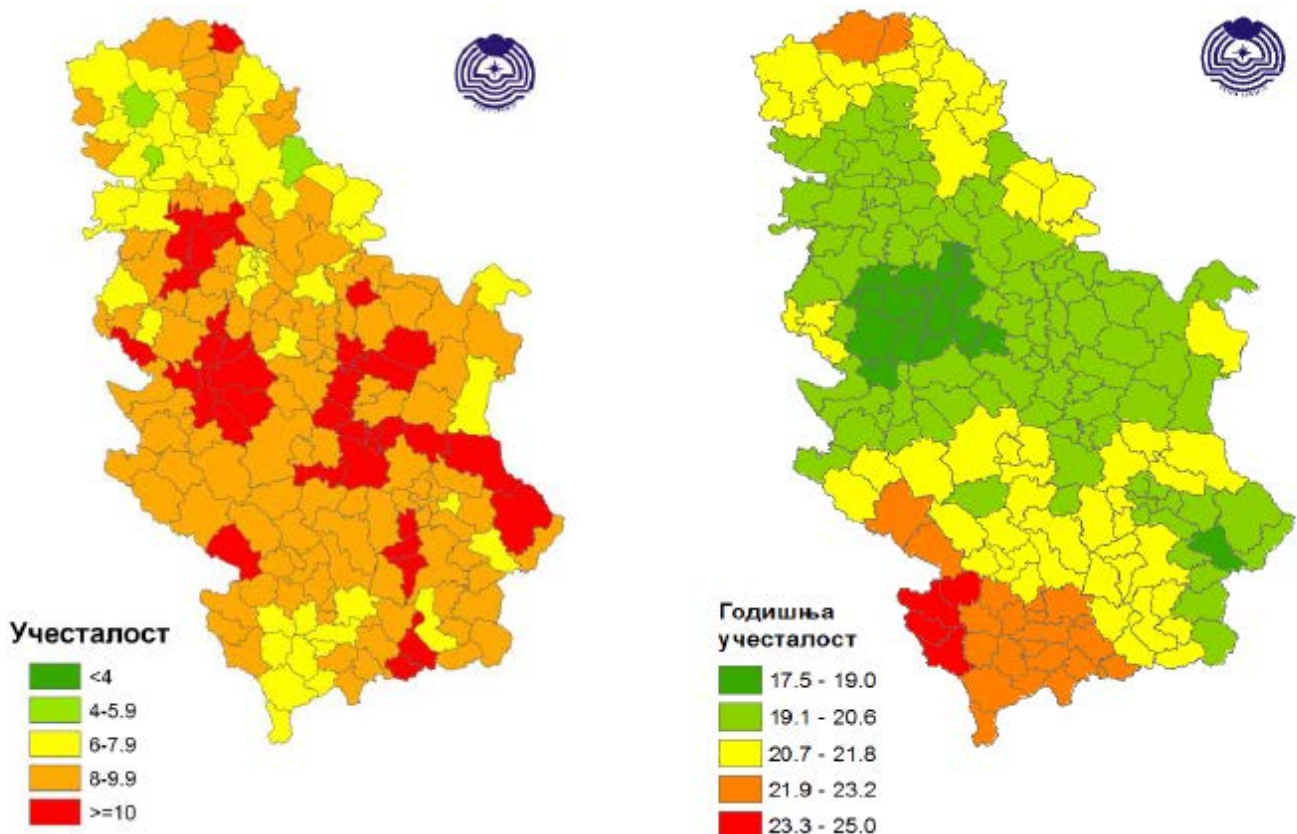 Учесталост
<4
4-5.9
6-7.9
8-9.9
>=10
Годишња
учесталост
17.5 - 19.0
19.1 - 20.6
20.7 - 21.8
21.9 - 23.2
23.3 - 25.0